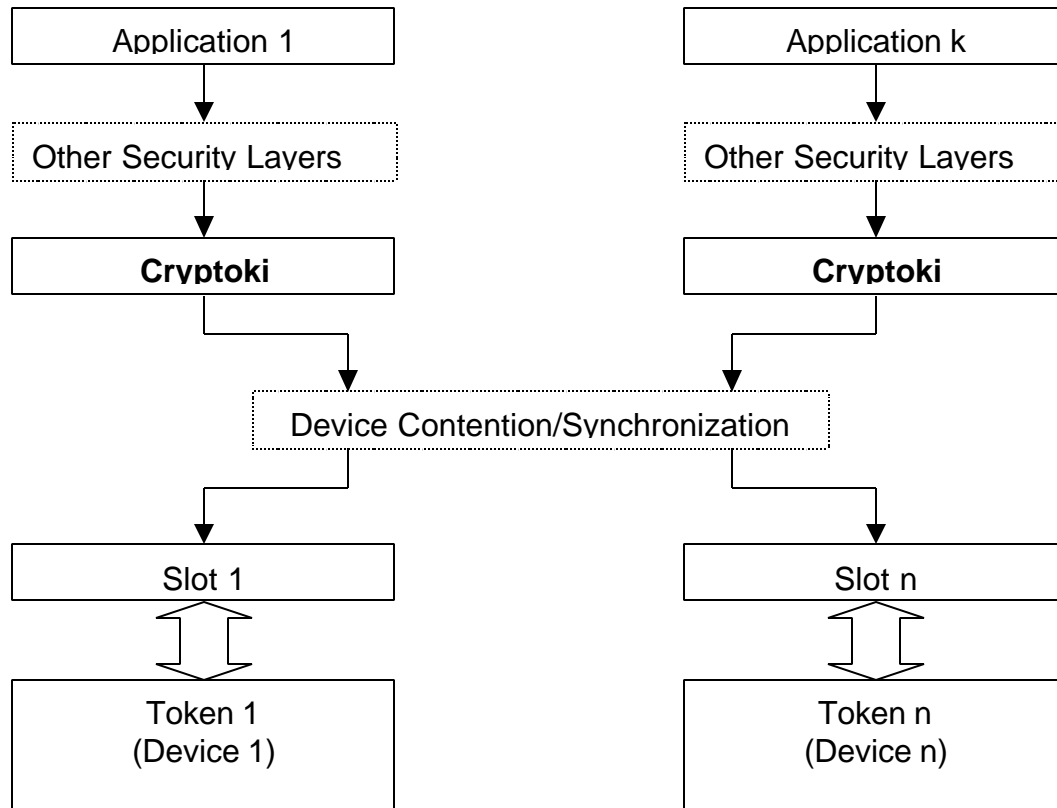 Application 1
Application k
Other Security Layers
Other Security Layers
Cryptoki
Cryptoki
Device Contention/Synchronization
Slot 1
Slot n
Token 1
(Device 1)
Token n
(Device n)